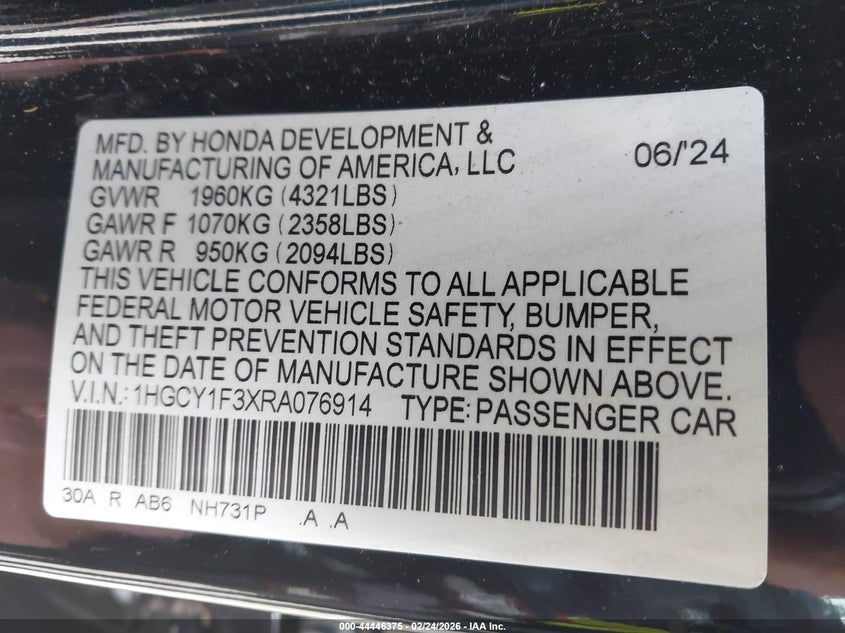 MFD. BY HONDA DEVELOPMENT &
MANUFACTURING OF AMERICA, LLC 06/'24
GVWR 1960KG (4321LBS)
GAWR F 1070KG (2358LBS)
GAWR R 950KG (2094LBS)
THIS VEHICLE CONFORMS TO ALL APPLICABLE
FEDERAL MOTOR VEHICLE SAFETY, BUMPER,
AND THEFT PREVENTION STANDARDS IN EFFECT
ON THE DATE OF MANUFACTURE SHOWN ABOVE.
V.I.N.: 1HGCY1F3XRA076914 TYPE: PASSENGER CAR
30A R AB6 NH731P .A .A
000-44446375 - 02/24/2026 - IAA Inc.